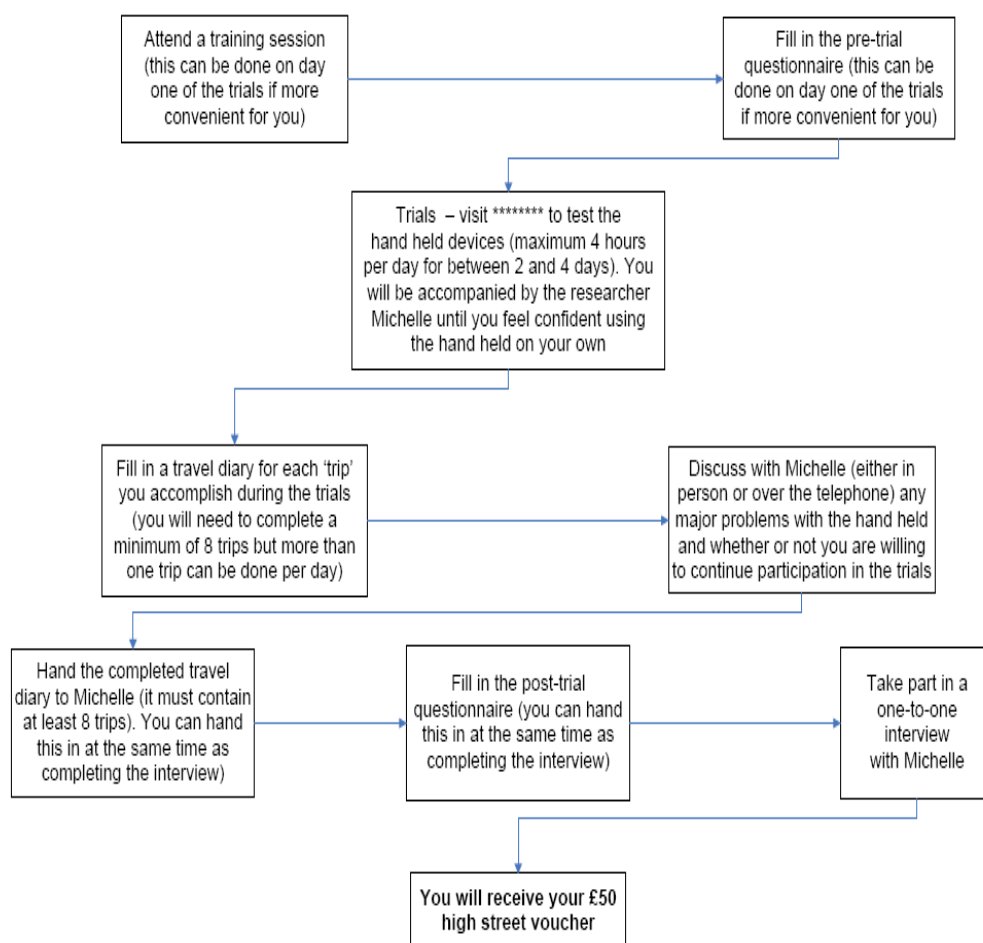 Attend a training session
(this can be done on day
one of the trials if more
convenient for you)
Fill in the pre-trial
questionnaire (this can be
done on day one of the trials
if more convenient for you)
Trials – visit ******** to test the
hand held devices (maximum 4 hours
per day for between 2 and 4 days). You
will be accompanied by the researcher
Michelle until you feel confident using
the hand held on your own
Fill in a travel diary for each ‘trip’
you accomplish during the trials
(you will need to complete a
minimum of 8 trips but more than
one trip can be done per day)
Discuss with Michelle (either in
person or over the telephone) any
major problems with the hand held
and whether or not you are willing
to continue participation in the trials
Hand the completed travel
diary to Michelle (it must contain
at least 8 trips). You can hand
this in at the same time as
completing the interview)
Fill in the post-trial
questionnaire (you can hand
this in at the same time as
completing the interview)
Take part in a
one-to-one
interview
with Michelle
You will receive your £50
high street voucher